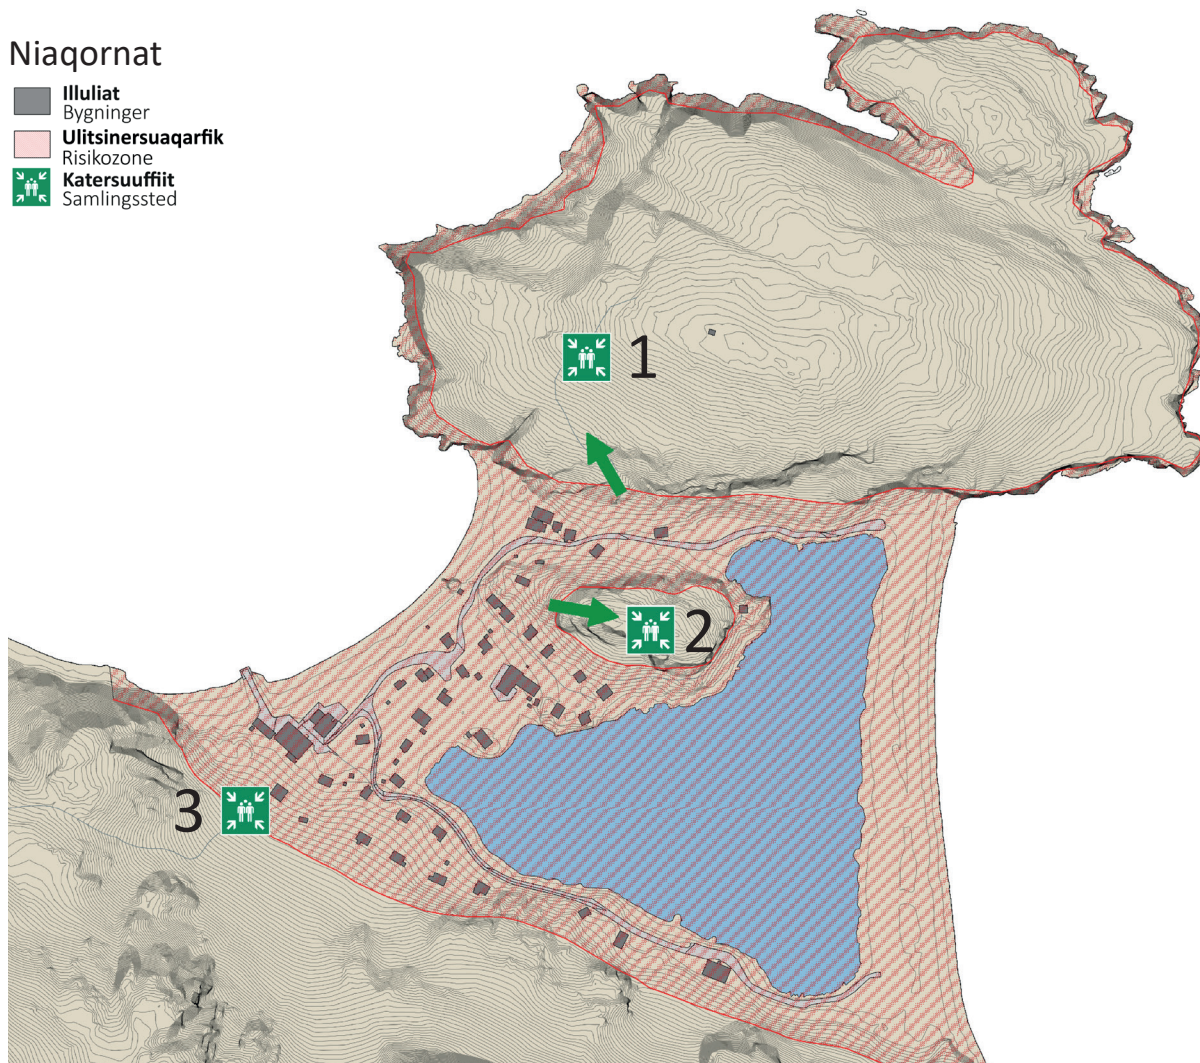 Niaqornat
Illuliat
Bygninger
Ulitsinersuaqarfik
Risikozone
Katersuuffiit
Samlingssted
1
2
3